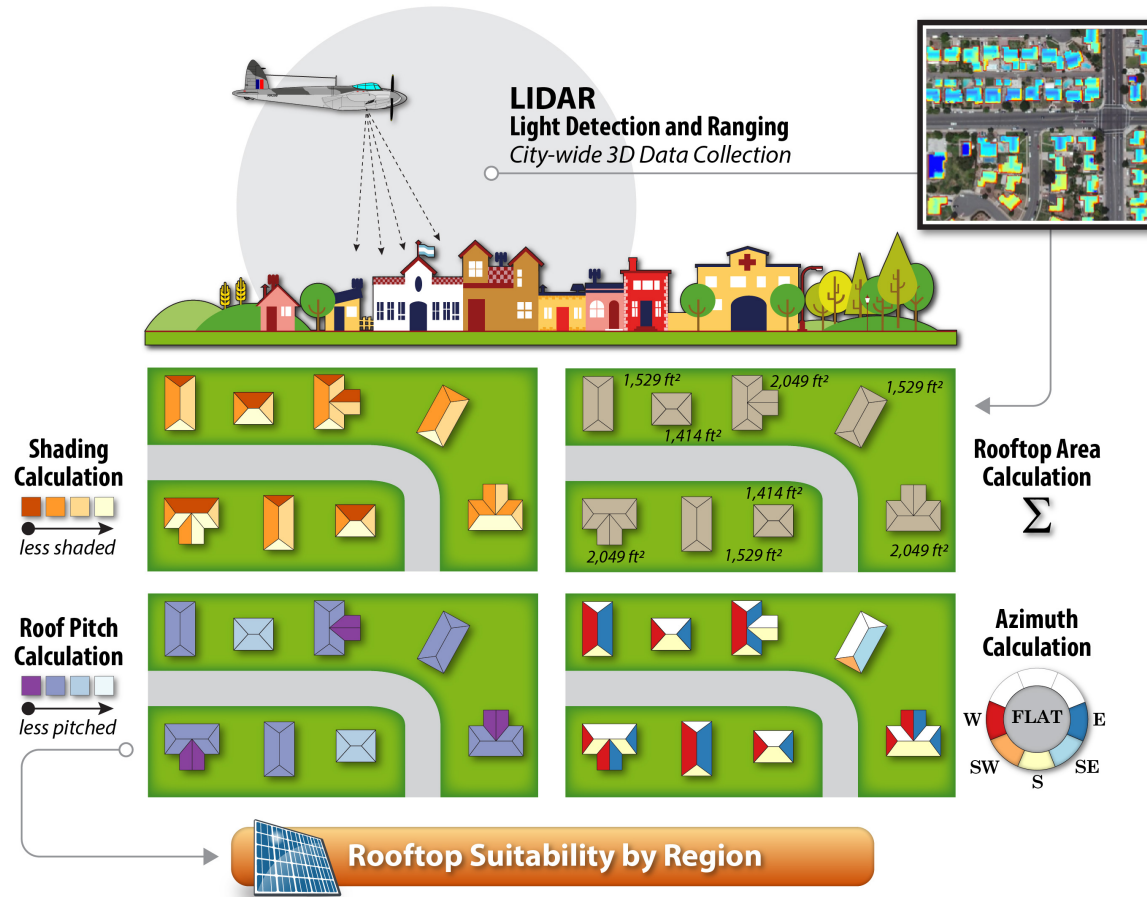 LIDAR
Light Detection and Ranging
City-wide 3D Data Collection
Shading
Calculation
less shaded
1,529 ft²
2,049 ft²
1,529 ft²
1,414 ft²
1,414 ft²
2,049 ft²
1,529 ft²
2,049 ft²
Rooftop Area
Calculation
Σ
Roof Pitch
Calculation
less pitched
Azimuth
Calculation
W
FLAT
E
SW
SE
S
Rooftop Suitability by Region